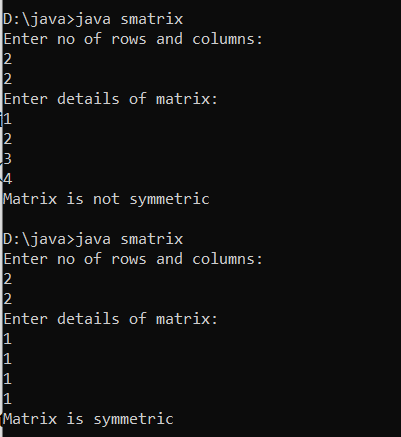 D:\java>java smatrix
Enter no of rows and columns:
2
2
Enter details of matrix:
1
2
3
4
Matrix is not symmetric
D:\java>java smatrix
Enter no of rows and columns:
2
2
Enter details of matrix:
1
1
1
1
Matrix is symmetric